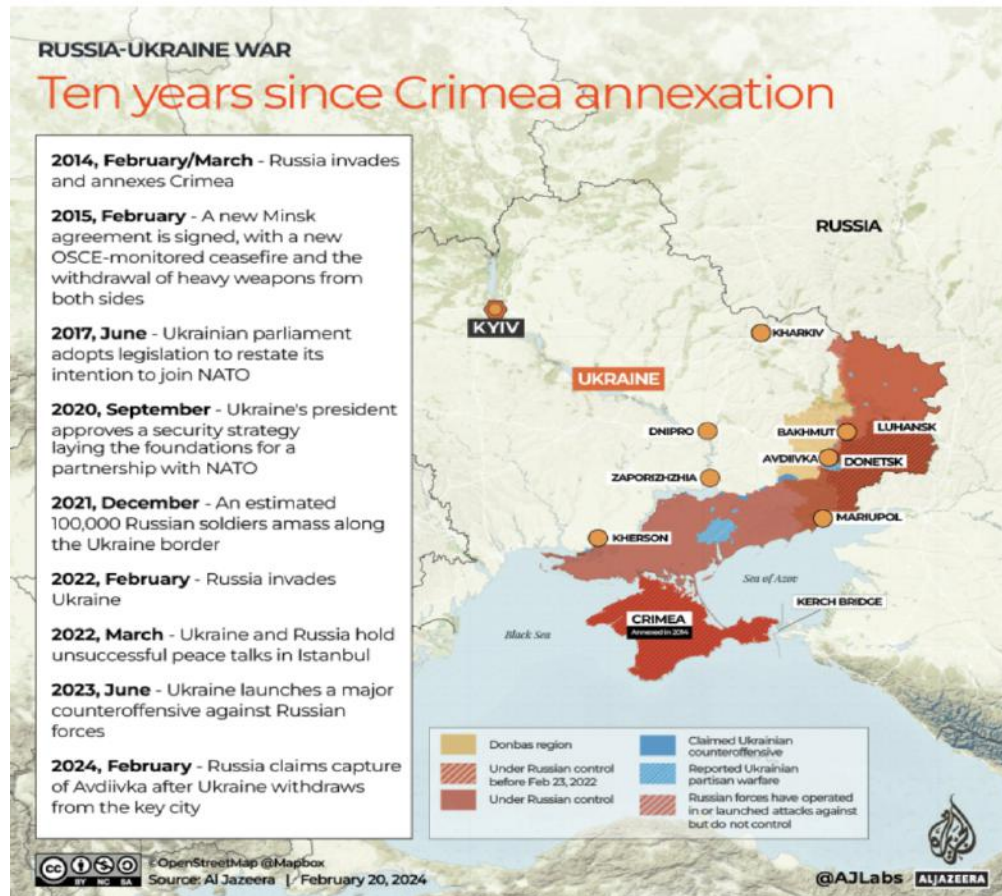 RUSSIA-UKRAINE WAR
Ten years since Crimea annexation
2014, February/March - Russia invades
and annexes Crimea
2015, February - A new Minsk
agreement is signed, with a new
OSCE-monitored ceasefire and the
withdrawal of heavy weapons from
both sides
2017, June - Ukrainian parliament
adopts legislation to restate its
intention to join NATO
2020, September - Ukraine's president
approves a security strategy
laying the foundations for a
partnership with NATO
2021, December - An estimated
100,000 Russian soldiers amass along
the Ukraine border
2022, February - Russia invades
Ukraine
2022, March - Ukraine and Russia hold
unsuccessful peace talks in Istanbul
2023, June - Ukraine launches a major
counteroffensive against Russian
forces
2024, February - Russia claims capture
of Avdiivka after Ukraine withdraws
from the key city
RUSSIA
KYIV
KHARKIV
UKRAINE
DNIPRO
BAKHMUT
LUHANSK
AVDIIVKA
DONETSK
ZAPORIZHZHIA
MARIUPOL
KHERSON
Sea of Azov
KERCH BRIDGE
CRIMEA
Annexed in 2014
Black Sea
Donbas region
Under Russian control
before Feb 23, 2022
Under Russian control
Claimed Ukrainian
counteroffensive
Reported Ukrainian
partisan warfare
Russian forces have operated
in or launched attacks against
but do not control
cc BY NC SA
©OpenStreetMap @Mapbox
Source: Al Jazeera | February 20, 2024
@AJLabs
ALJAZEERA